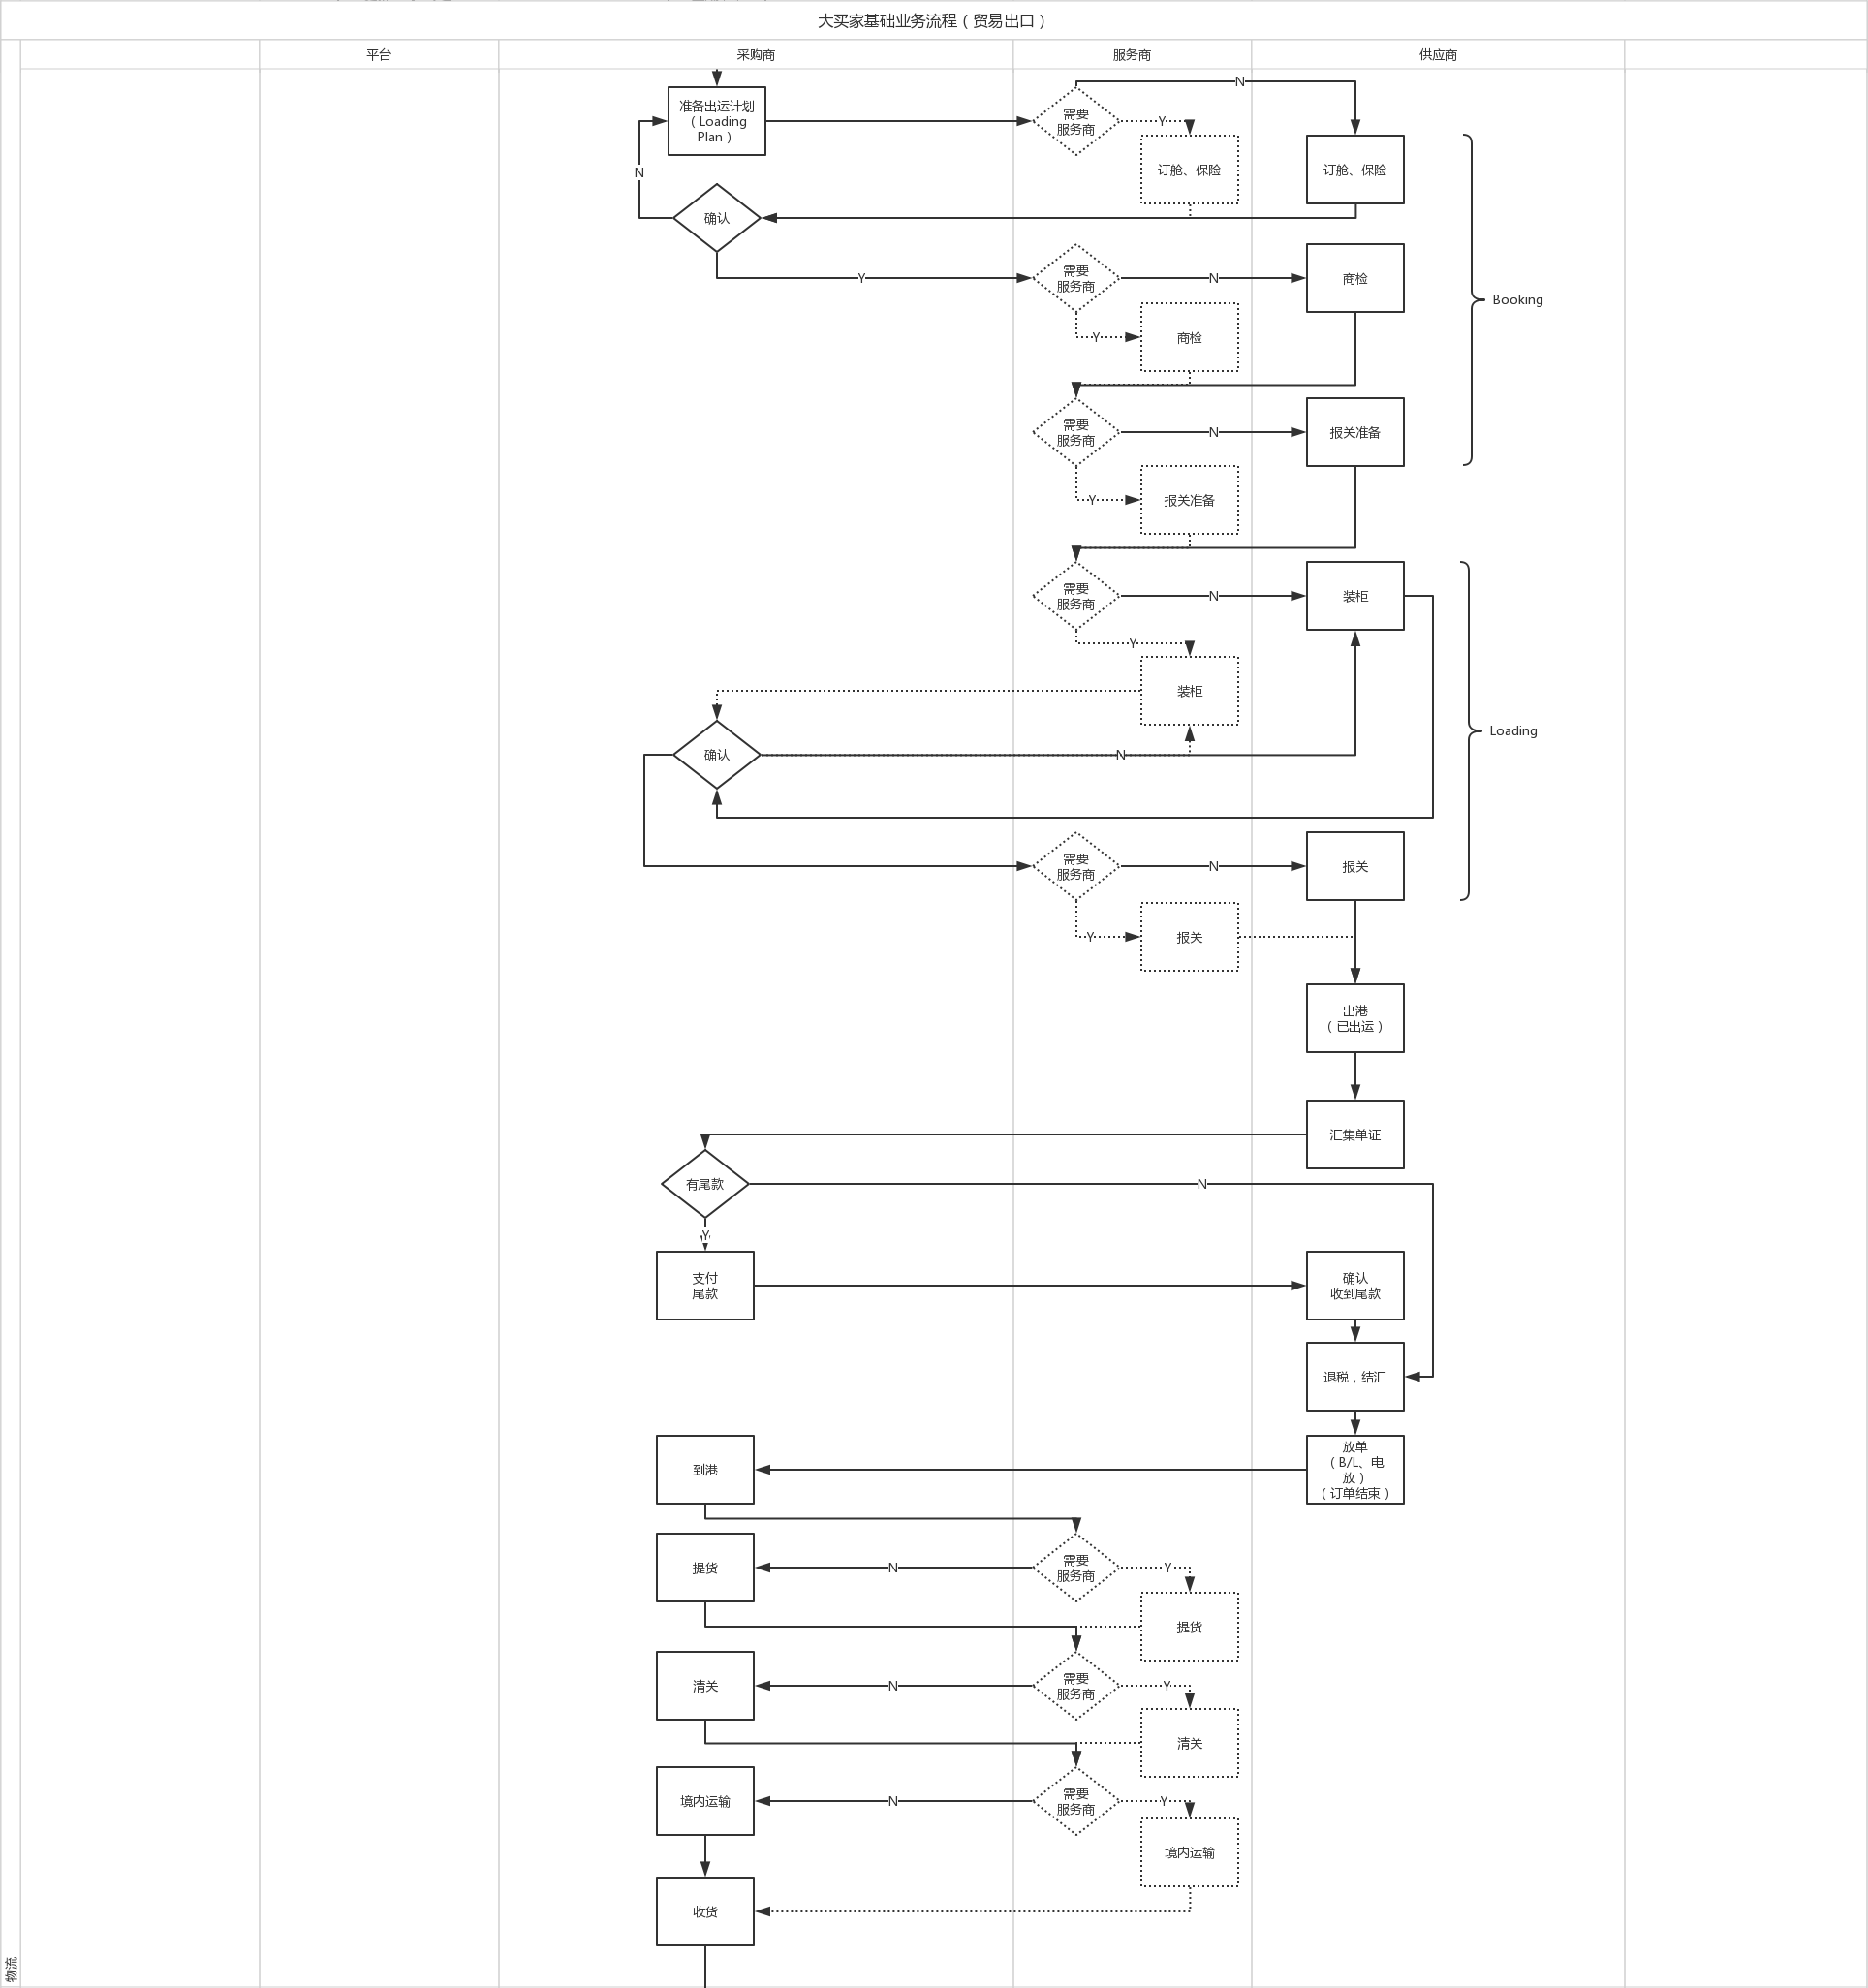 大买家基础业务流程（贸易出口）
平台
采购商
服务商
供应商
N
准备出运计划
（Loading
Plan）
需要
服务商
Y
订舱、保险
订舱、保险
N
确认
Y
需要
服务商
N
商检
Booking
Y
商检
需要
服务商
N
报关准备
Y
报关准备
需要
服务商
N
装柜
Y
装柜
Loading
确认
N
需要
服务商
N
报关
Y
报关
出港
（已出运）
汇集单证
有尾款
N
Y
支付
尾款
确认
收到尾款
退税，结汇
放单
（B/L、电
放）
（订单结束）
到港
提货
N
需要
服务商
Y
提货
清关
N
需要
服务商
Y
清关
境内运输
N
需要
服务商
Y
境内运输
收货
物流